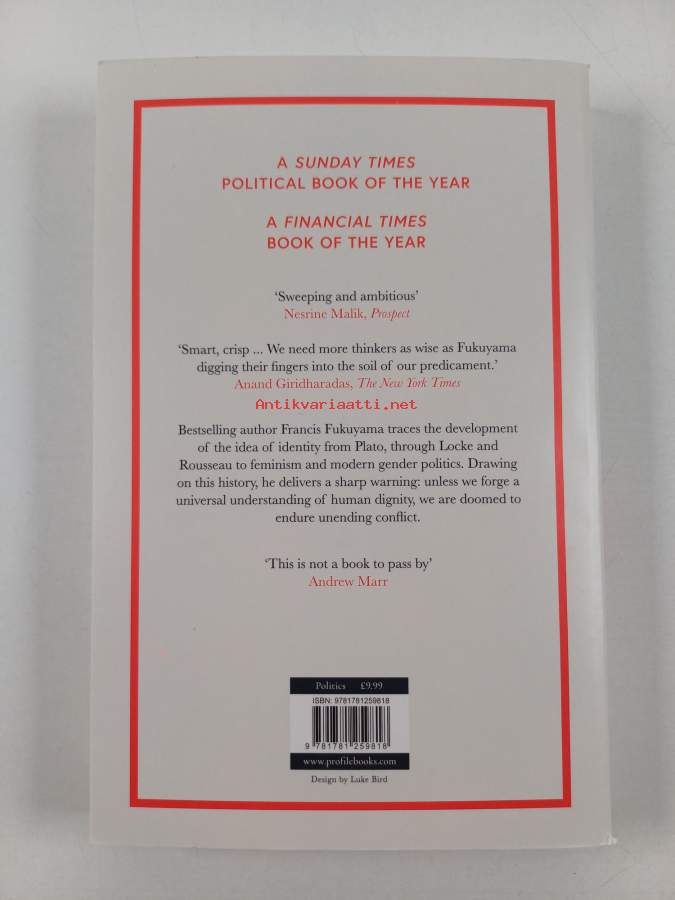 A SUNDAY TIMES
POLITICAL BOOK OF THE YEAR
A FINANCIAL TIMES
BOOK OF THE YEAR
‘Sweeping and ambitious’
Nesrine Malik, Prospect
‘Smart, crisp ... We need more thinkers as wise as Fukuyama
digging their fingers into the soil of our predicament.’
Anand Giridharadas, The New York Times
Antikvariaatti.net
Bestselling author Francis Fukuyama traces the development
of the idea of identity from Plato, through Locke and
Rousseau to feminism and modern gender politics. Drawing
on this history, he delivers a sharp warning: unless we forge a
universal understanding of human dignity, we are doomed to
endure unending conflict.
‘This is not a book to pass by’
Andrew Marr
Politics £9.99
ISBN: 9781781259818
9 781781 259818
www.profilebooks.com
Design by Luke Bird